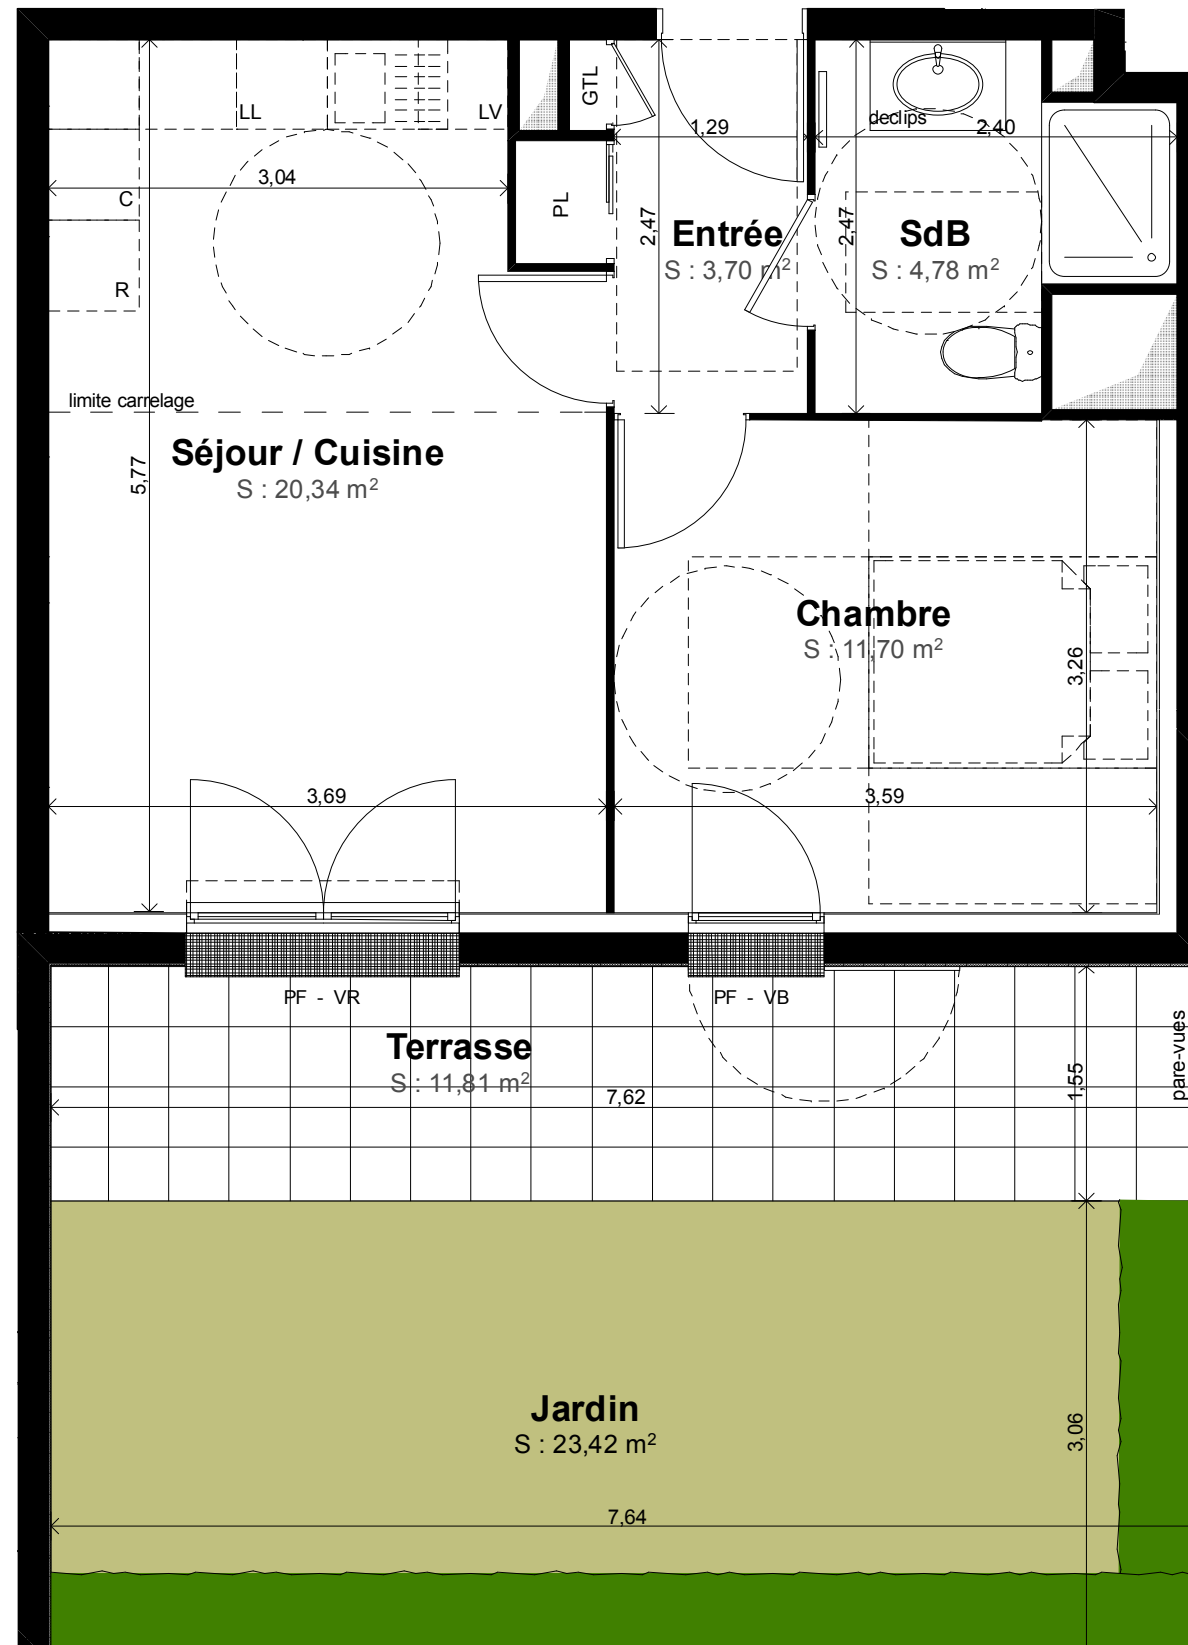 LL
LV
GTL
declips
1,29
2,40
3,04
C
PL
2,47
Entrée
S : 3,70 m²
2,47
SdB
S : 4,78 m²
R
limite carrelage
Séjour / Cuisine
S : 20,34 m²
5,77
Chambre
S : 11,70 m²
3,26
3,69
3,59
PF - VR
PF - VB
Terrasse
S : 11,81 m²
7,62
1,55
pare-vues
Jardin
S : 23,42 m²
3,06
7,64